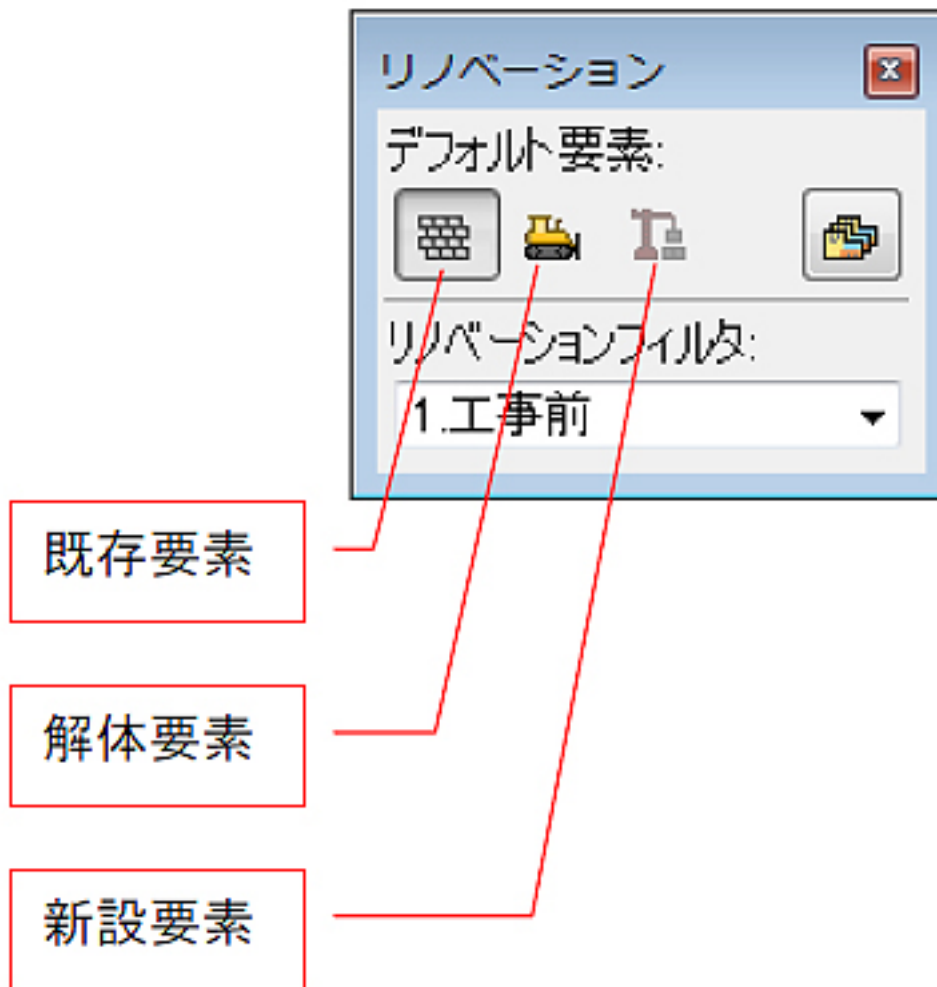 リノベーション
デフォルト要素:
リノベーションフィルタ:
1.工事前
既存要素
解体要素
新設要素